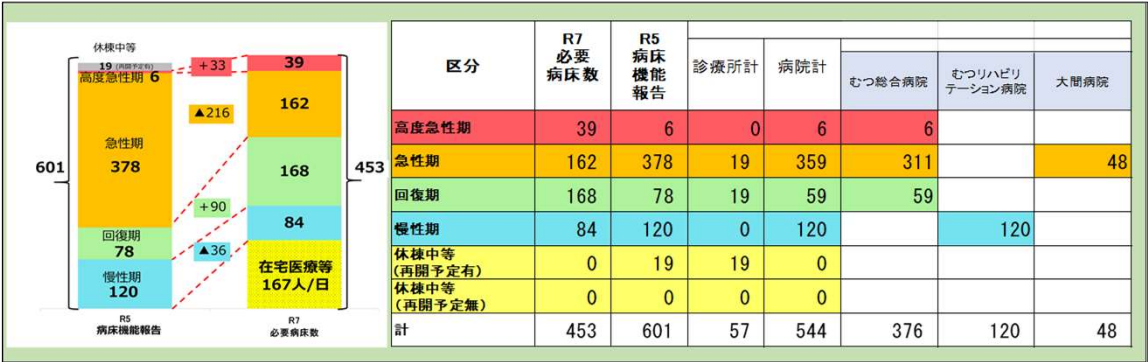 休棟中等
19 (再開予定有)
高度急性期 6
急性期
378
回復期
78
慢性期
120
601
R5
病床機能報告
+33
▲216
+90
▲36
39
162
168
84
在宅医療等
167人/日
453
R7
必要病床数
区分 R7必要病床数 R5病床機能報告 診療所計 病院計 むつ総合病院 むつリハビリテーション病院 大間病院
高度急性期 39 6 0 6 6
急性期 162 378 19 359 311 48
回復期 168 78 19 59 59
慢性期 84 120 0 120 120
休棟中等
(再開予定有) 0 19 19 0
休棟中等
(再開予定無) 0 0 0 0
計 453 601 57 544 376 120 48